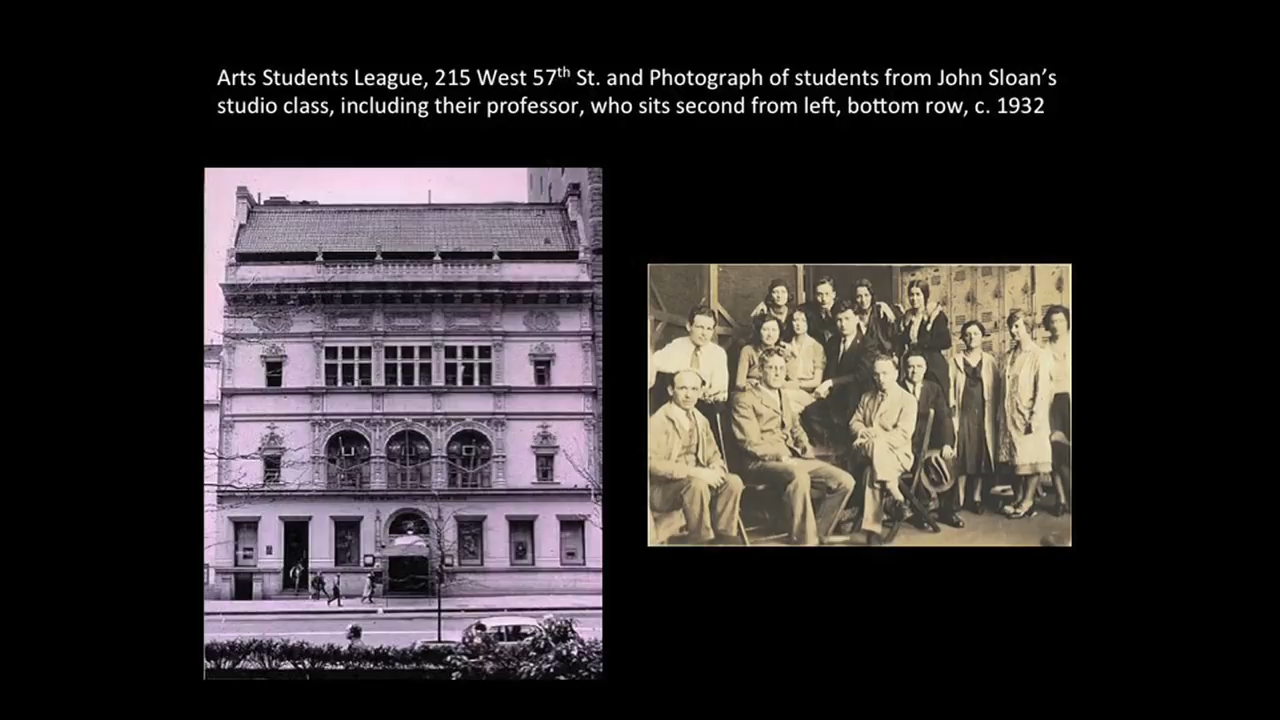 Arts Students League, 215 West 57th St. and Photograph of students from John Sloan's
studio class, including their professor, who sits second from left, bottom row, c. 1932